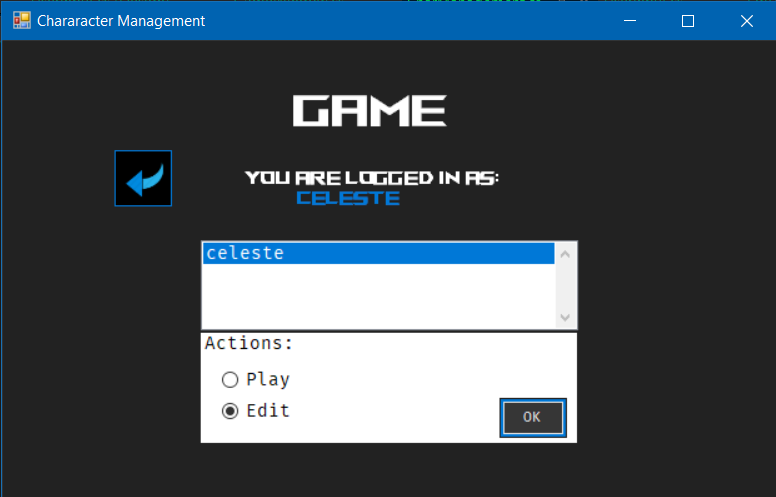 Chararacter Management
GAME
YOU ARE LOGGED IN AS:
CELESTE
celeste
Actions:
Play
Edit
OK